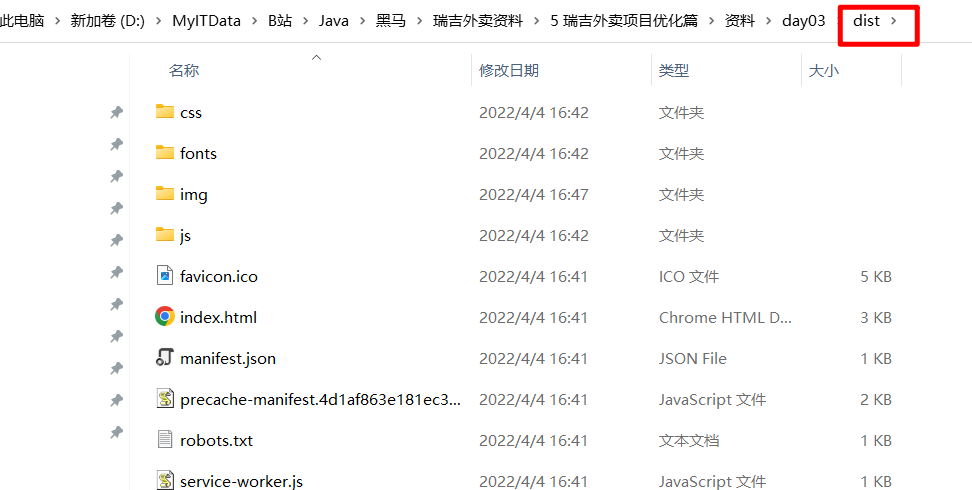 此电脑 > 新加卷 (D:) > MyITData > B站 > Java > 黑马 > 瑞吉外卖资料 > 5 瑞吉外卖项目优化篇 > 资料 > day03 dist >
名称 修改日期 类型 大小
css 2022/4/4 16:42 文件夹
fonts 2022/4/4 16:42 文件夹
img 2022/4/4 16:47 文件夹
js 2022/4/4 16:42 文件夹
favicon.ico 2022/4/4 16:41 ICO 文件 5 KB
index.html 2022/4/4 16:41 Chrome HTML D... 3 KB
manifest.json 2022/4/4 16:41 JSON File 1 KB
precache-manifest.4d1af863e181ec3... 2022/4/4 16:41 JavaScript 文件 2 KB
robots.txt 2022/4/4 16:41 文本文档 1 KB
service-worker.js 2022/4/4 16:41 JavaScript 文件 1 KB